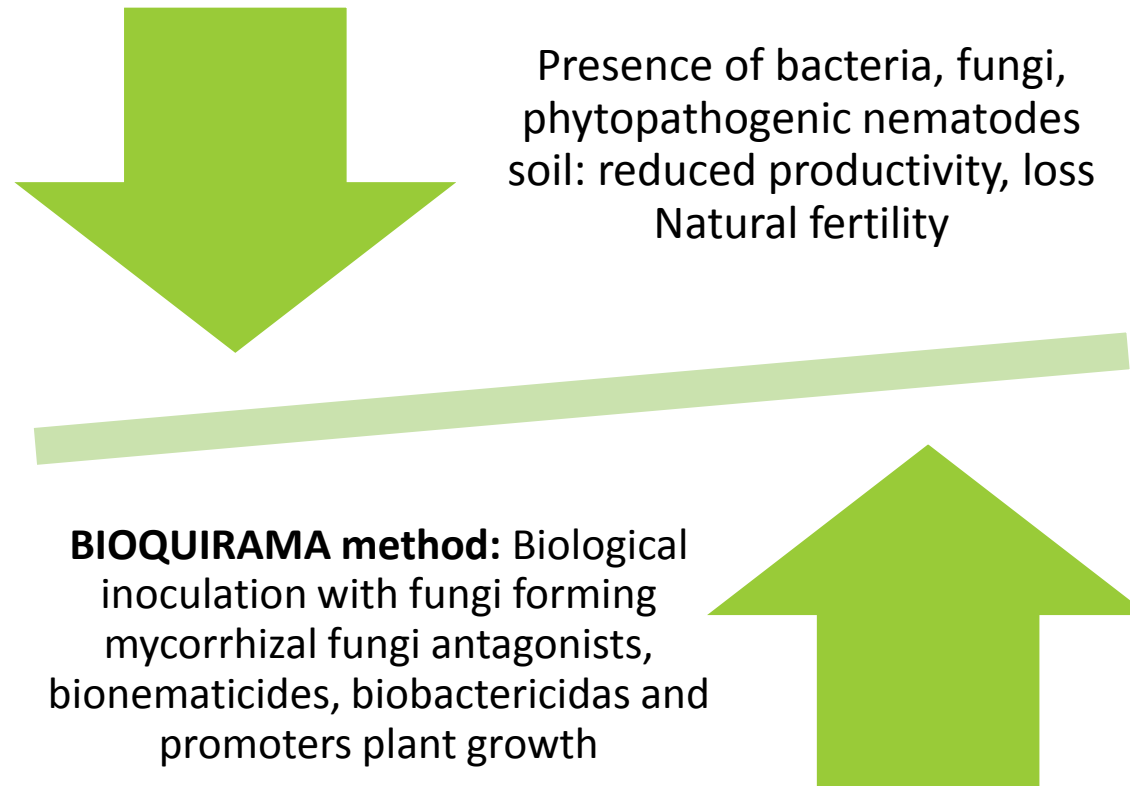 Presence of bacteria, fungi,
phytopathogenic nematodes
soil: reduced productivity, loss
Natural fertility
BIOQUIRAMA method: Biological
inoculation with fungi forming
mycorrhizal fungi antagonists,
bionematicides, biobactericidas and
promoters plant growth